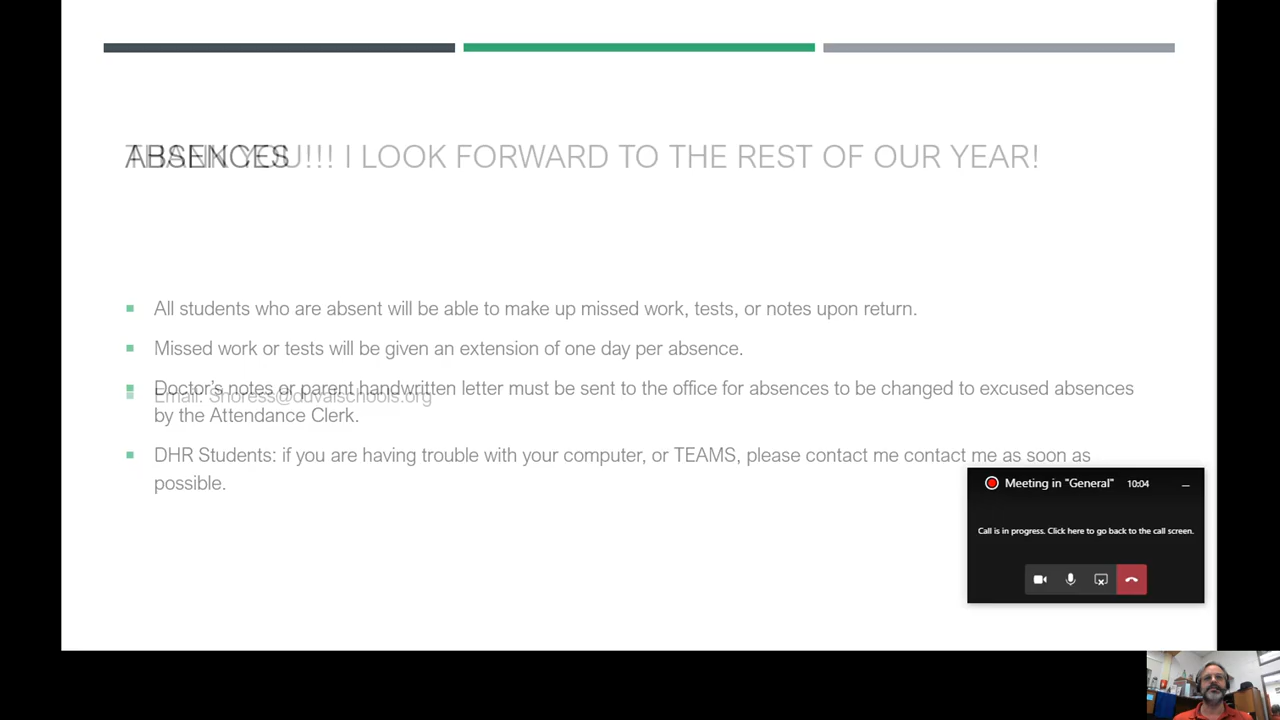 ABSENCES
THANK YOU!!! I LOOK FORWARD TO THE REST OF OUR YEAR!
All students who are absent will be able to make up missed work, tests, or notes upon return.
Missed work or tests will be given an extension of one day per absence.
Doctor's notes or parent handwritten letter must be sent to the office for absences to be changed to excused absences
by the Attendance Clerk.
Email:
DHR Students: if you are having trouble with your computer, or TEAMS, please contact me contact me as soon as
possible.
Meeting in "General" 10:04
Call is in progress. Click here to go back to the call screen.